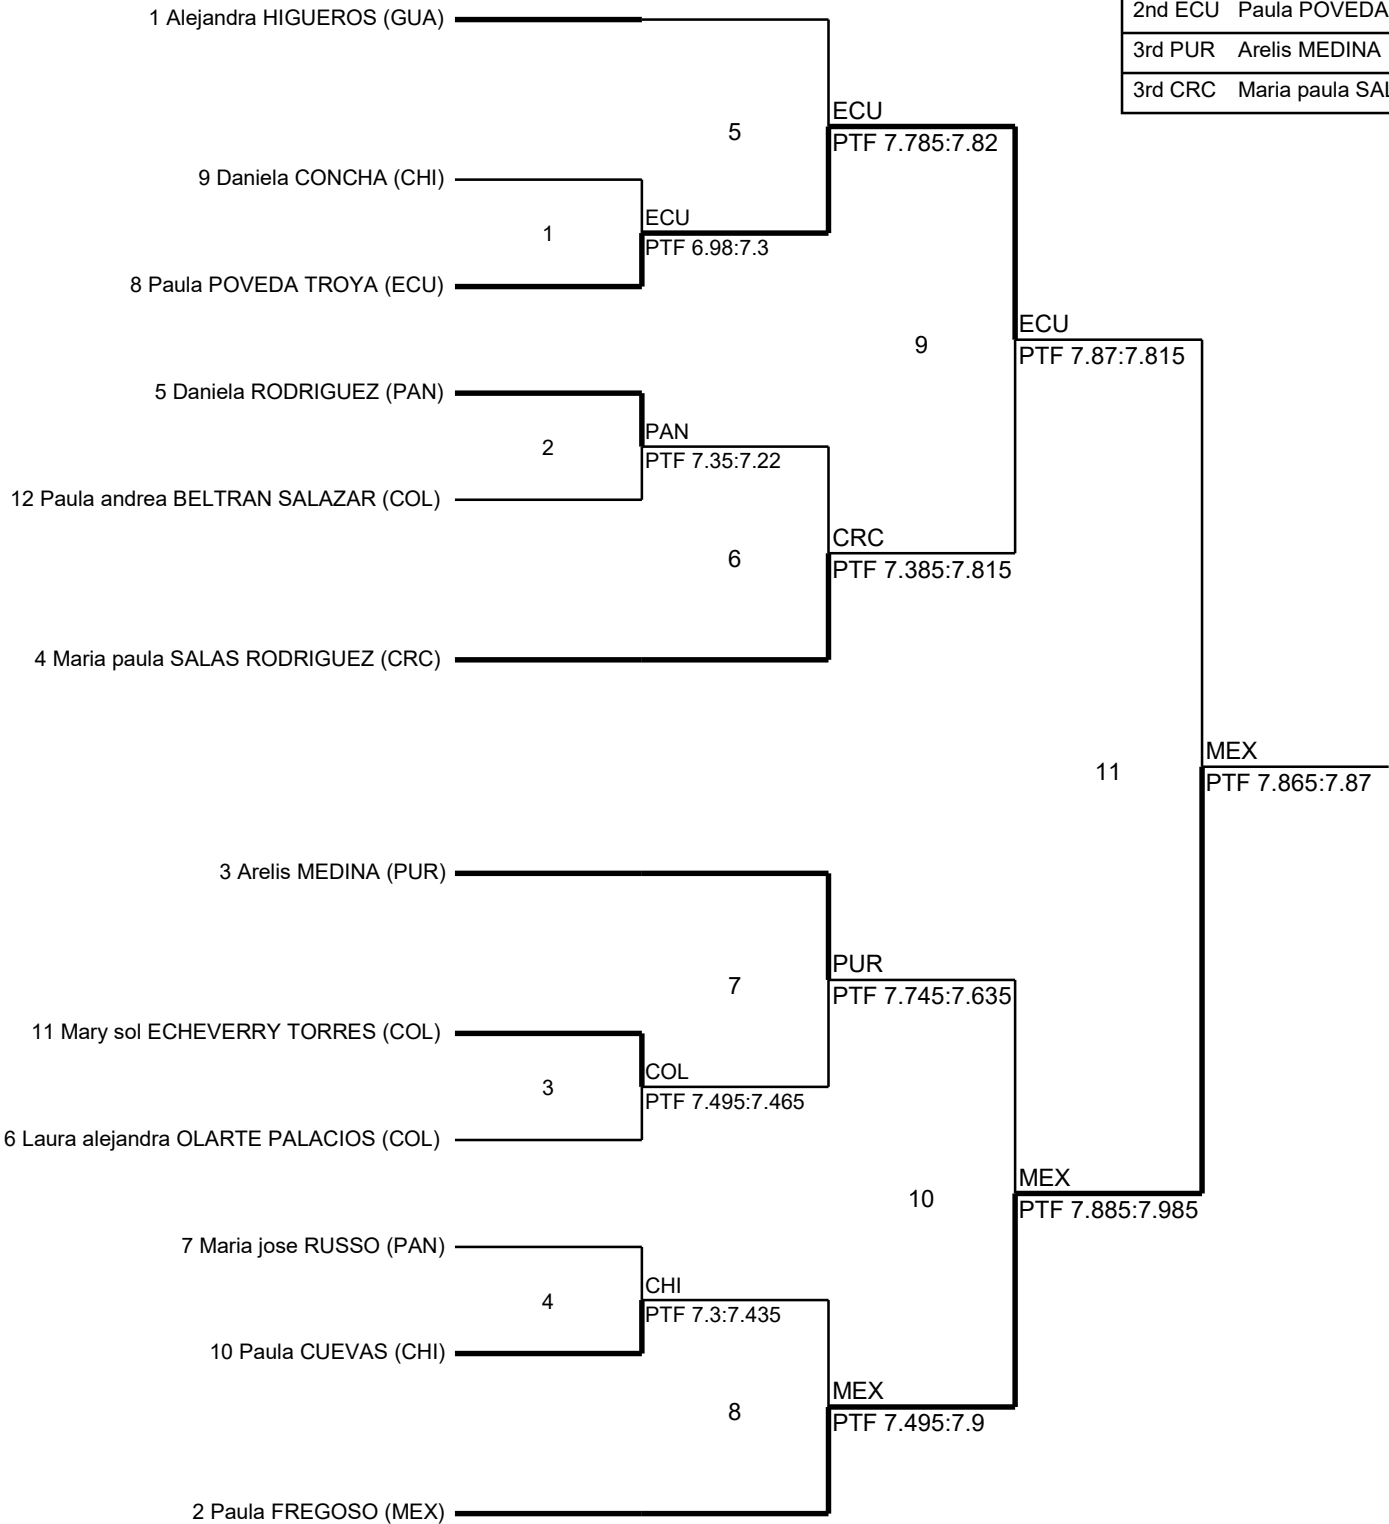 1 Alejandra HIGUEROS (GUA)
2nd ECU Paula POVEDA
3rd PUR Arelis MEDINA
3rd CRC Maria paula
ECU
5
PTF 7.785:7.82
9 Daniela CONCHA (CHI)
ECU
1
PTF 6.98:7.3
8 Paula POVEDA TROYA (ECU)
ECU
9
PTF 7.87:7.815
5 Daniela RODRIGUEZ (PAN)
PAN
2
PTF 7.35:7.22
12 Paula andrea BELTRAN SALAZAR (COL)
CRC
6
PTF 7.385:7.815
4 Maria paula SALAS RODRIGUEZ (CRC)
MEX
11
PTF 7.865:7.87
3 Arelis MEDINA (PUR)
PUR
7
PTF 7.745:7.635
11 Mary sol ECHEVERRY TORRES (COL)
COL
3
PTF 7.495:7.465
6 Laura alejandra OLARTE PALACIOS (COL)
MEX
10
PTF 7.885:7.985
7 Maria jose RUSSO (PAN)
CHI
4
PTF 7.3:7.435
10 Paula CUEVAS (CHI)
MEX
8
PTF 7.495:7.9
2 Paula FREGOSO (MEX)